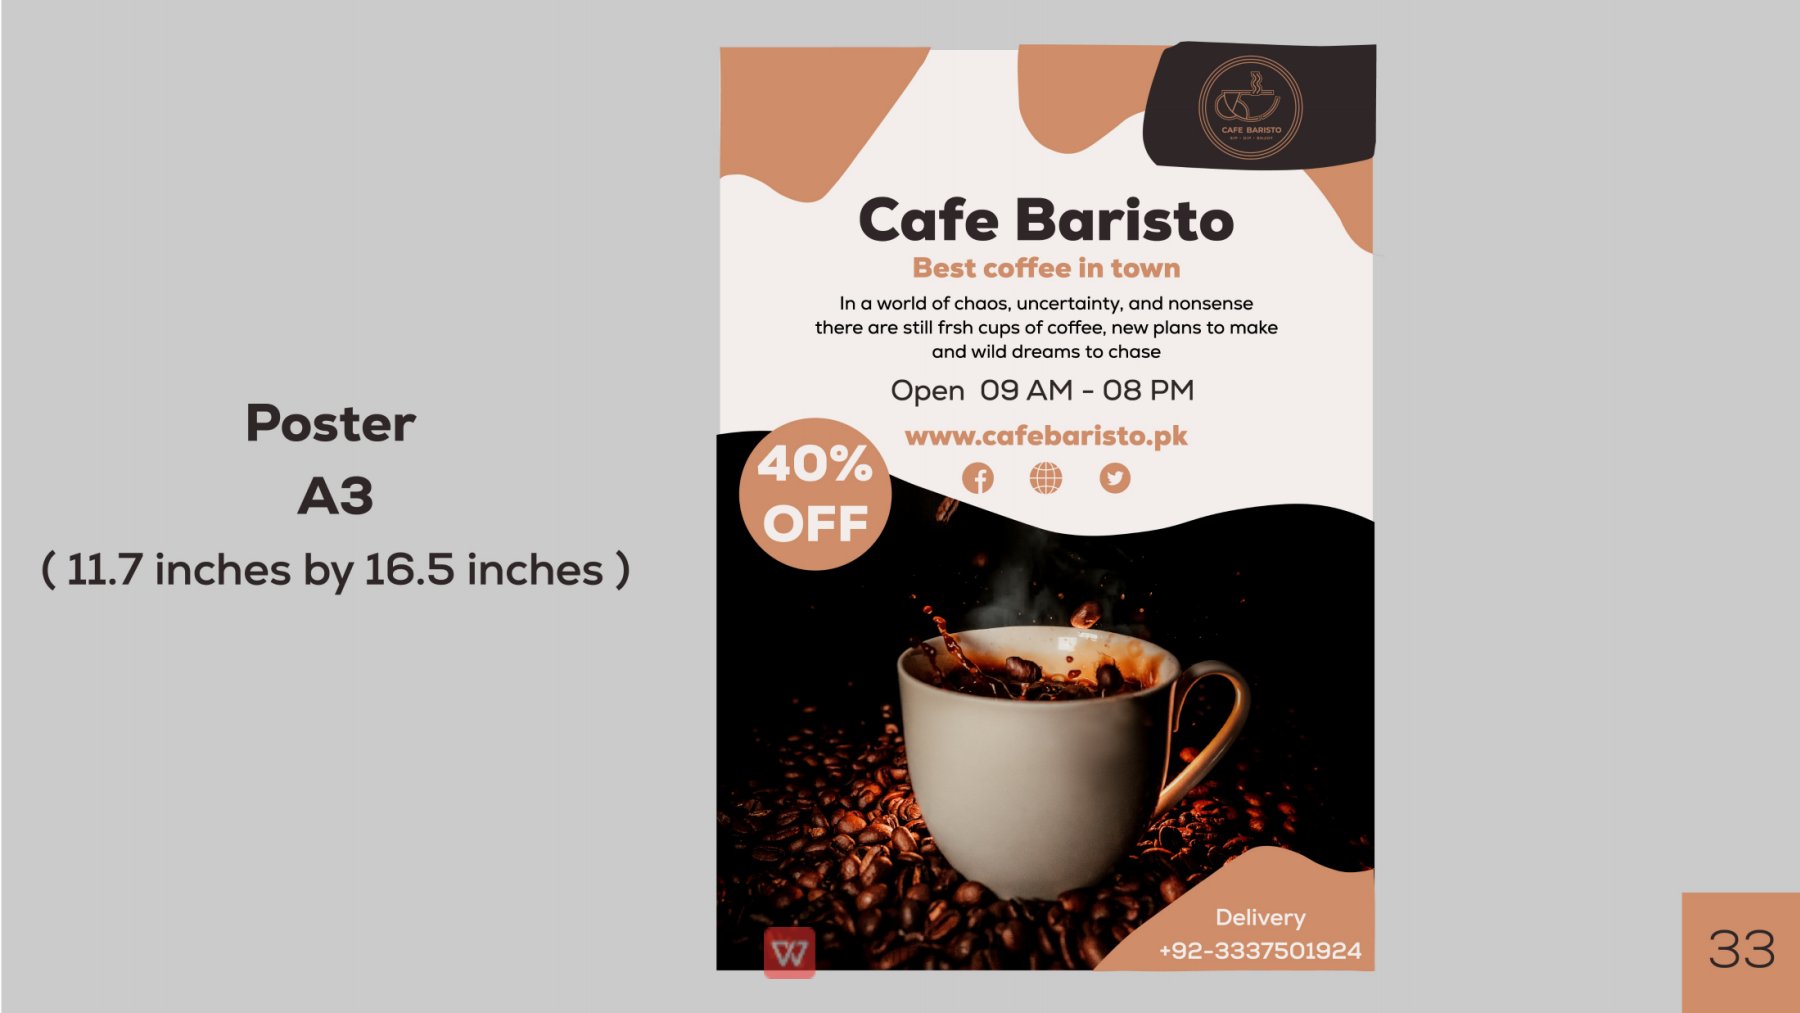 Poster
A3
( 11.7 inches by 16.5 inches )
CAFE BARISTO
Cafe Baristo
Best coffee in town
In a world of chaos, uncertainty, and nonsense
there are still frsh cups of coffee, new plans to make
and wild dreams to chase
Open 09 AM - 08 PM
www.cafebaristo.pk
40%
OFF
Delivery
+92-3337501924
33